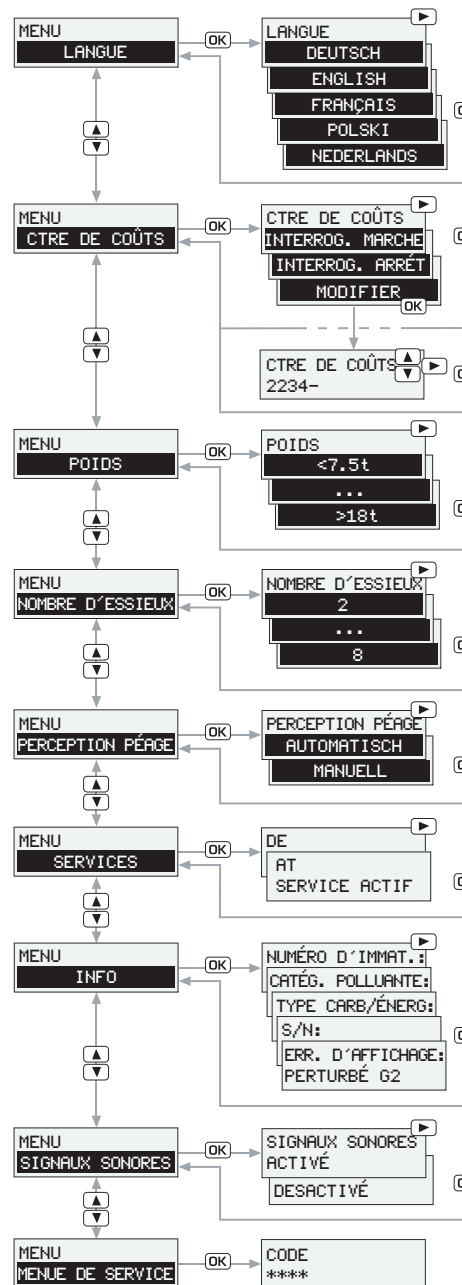 MENU
LANGUE
OK
LANGUE
DEUTSCH
ENGLISH
FRANÇAIS
POLSKI
NEDERLANDS
MENU
CTRE DE COÛTS
OK
CTRE DE COÛTS
INTERROG. MARCHE
INTERROG. ARRÉT
MODIFIER
OK
CTRE DE COÛTS
2234-
MENU
POIDS
OK
POIDS
<7.5t
...
>18t
MENU
NOMBRE D´ESSIEUX
OK
NOMBRE D´ESSIEUX
2
...
8
MENU
PERCEPTION PÉAGE
OK
PERCEPTION PÉAGE
AUTOMATISCH
MANUELL
MENU
SERVICES
OK
DE
AT
SERVICE ACTIF
MENU
INFO
OK
NUMÉRO D´IMMAT.:
CATÉG. POLLUANTE:
TYPE CARB/ÉNERG:
S/N:
ERR. D´AFFICHAGE:
PERTURBÉ G2
MENU
SIGNAUX SONORES
OK
SIGNAUX SONORES
ACTIVÉ
DESACTIVÉ
MENU
MENUE DE SERVICE
OK
CODE
****